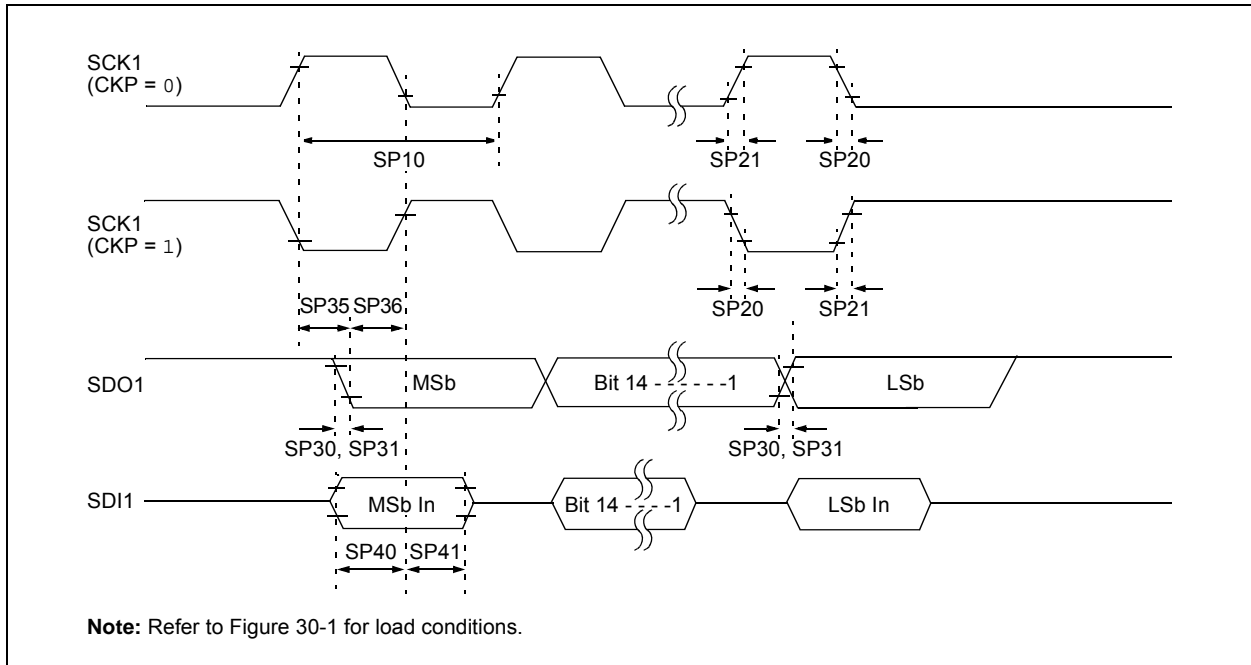 SCK1
(CKP = 0)
SP10
SP21
SP20
SCK1
(CKP = 1)
SP35
SP36
SP20
SP21
SDO1
MSb
Bit 14 - - - - - -1
LSb
SP30, SP31
SP30, SP31
SDI1
MSb In
Bit 14 - - - -1
LSb In
SP40
SP41
Note: Refer to Figure 30-1 for load conditions.